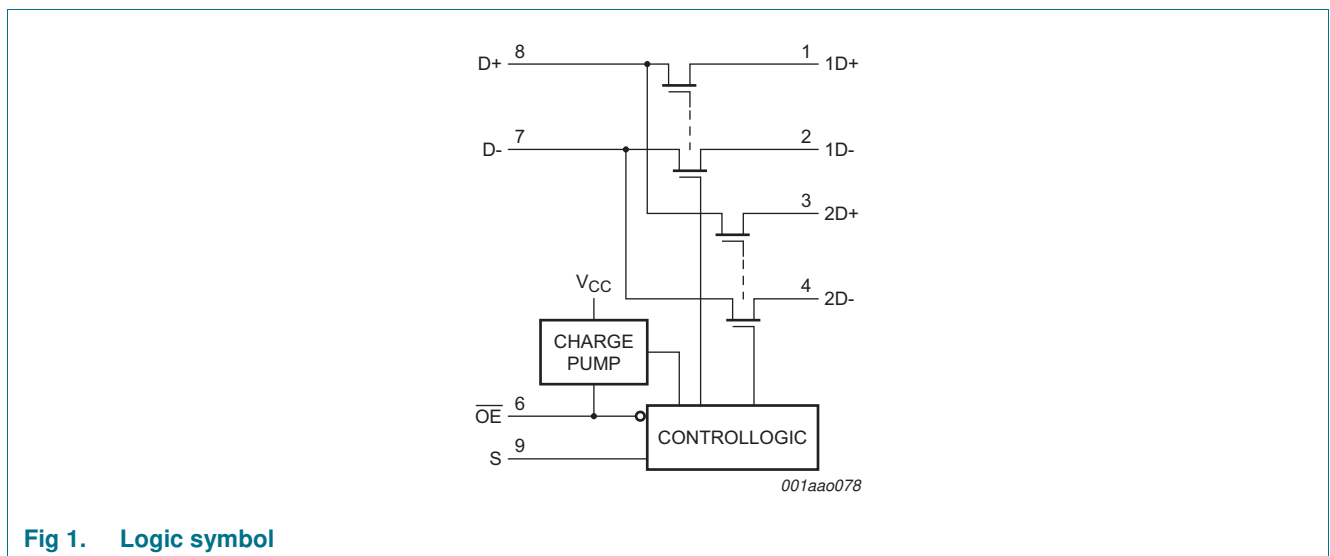 D+ 8 1 1D+
D- 7 2 1D-
3 2D+
4 2D-
VCC
CHARGE
PUMP
OE 6
CONTROLLOGIC
S 9
001aao078
Fig 1. Logic symbol